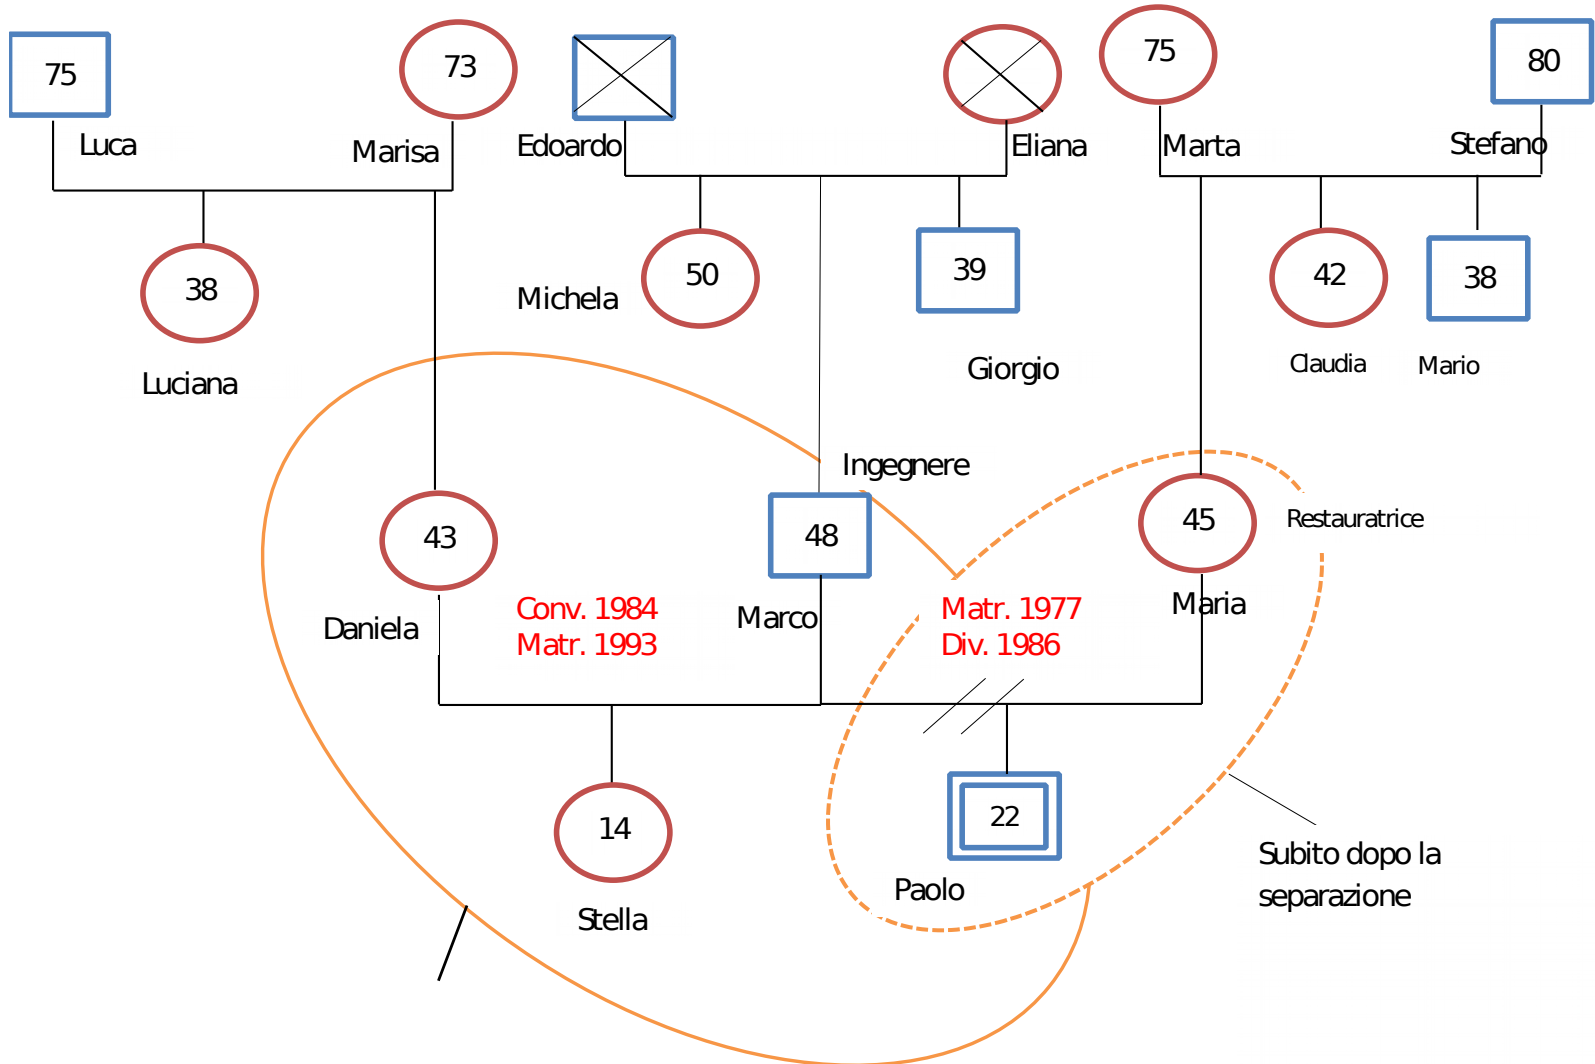 75
73
75
80
Luca
Marisa
Edoardo
Eliana
Marta
Stefano
38
50
39
42
38
Michela
Luciana
Giorgio
Claudia
Mario
Ingegnere
43
48
45
Restauratrice
Daniela
Conv. 1984
Matr. 1993
Marco
Matr. 1977
Div. 1986
Maria
14
22
Stella
Paolo
Subito dopo la
separazione